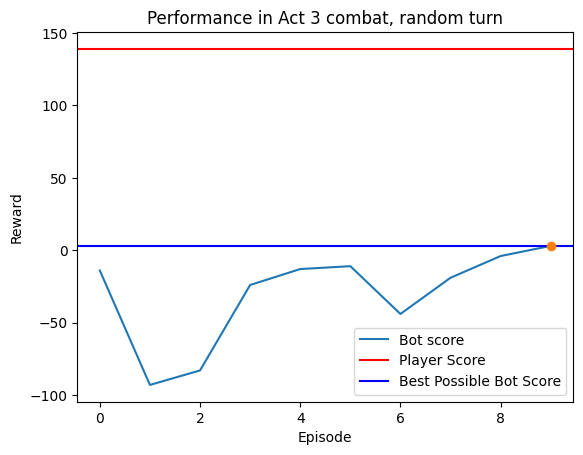 Performance in Act 3 combat, random turn
150
100
50
0
−50
−100
Reward
0
2
4
6
8
Episode
Bot score
Player Score
Best Possible Bot Score